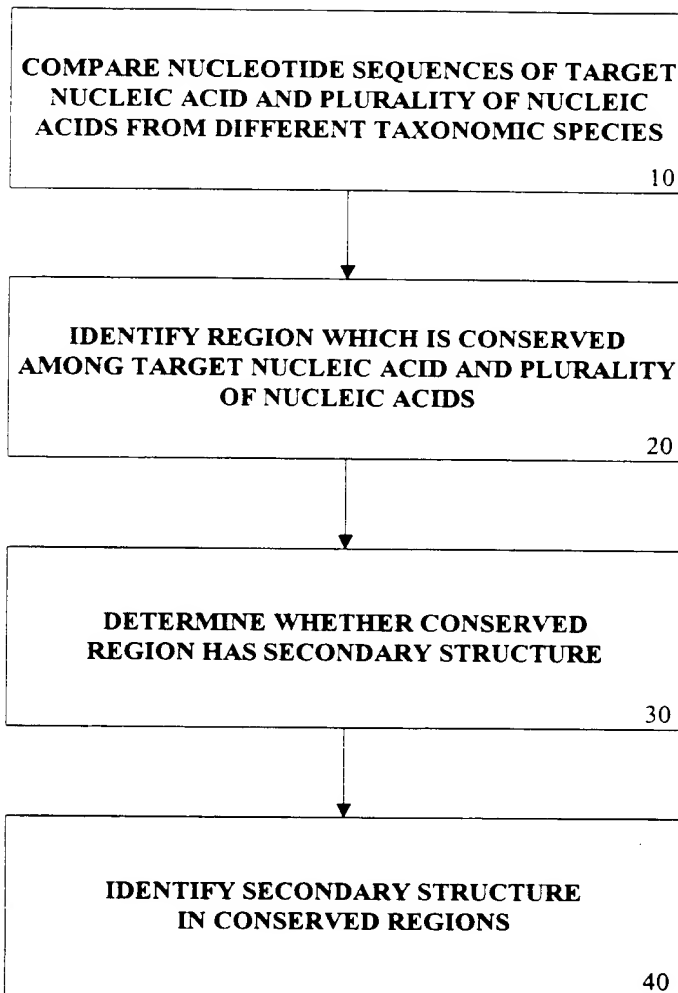 COMPARE NUCLEOTIDE SEQUENCES OF TARGET
NUCLEIC ACID AND PLURALITY OF NUCLEIC
ACIDS FROM DIFFERENT TAXONOMIC SPECIES
10
IDENTIFY REGION WHICH IS CONSERVED
AMONG TARGET NUCLEIC ACID AND PLURALITY
OF NUCLEIC ACIDS
20
DETERMINE WHETHER CONSERVED
REGION HAS SECONDARY STRUCTURE
30
IDENTIFY SECONDARY STRUCTURE
IN CONSERVED REGIONS
40